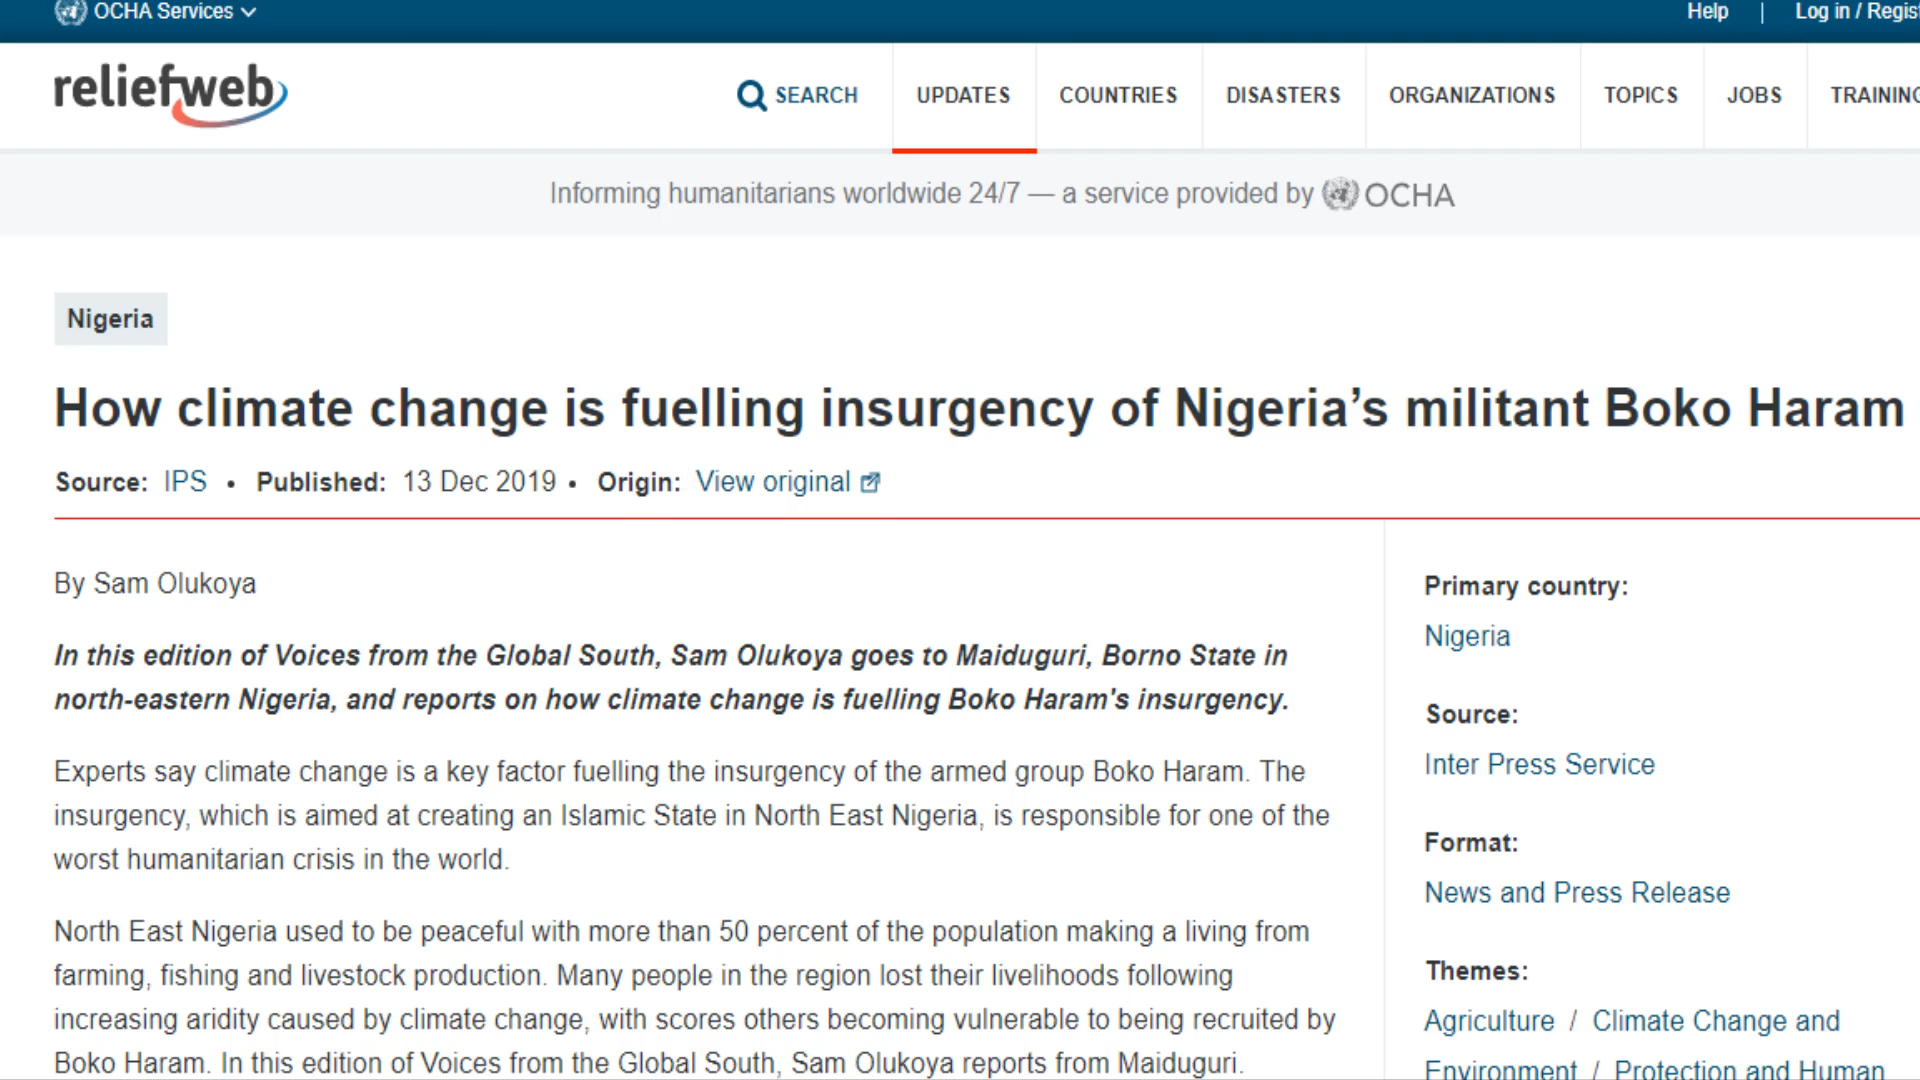 OCHA Services
Help | Log in / Regist
reliefweb
SEARCH UPDATES COUNTRIES DISASTERS ORGANIZATIONS TOPICS JOBS TRAINING
Informing humanitarians worldwide 24/7 — a service provided by OCHA
Nigeria
How climate change is fuelling insurgency of Nigeria’s militant Boko Haram
Source: IPS • Published: 13 Dec 2019 • Origin: View original
By Sam Olukoya
In this edition of Voices from the Global South, Sam Olukoya goes to Maiduguri, Borno State in
north-eastern Nigeria, and reports on how climate change is fuelling Boko Haram's insurgency.
Experts say climate change is a key factor fuelling the insurgency of the armed group Boko Haram. The
insurgency, which is aimed at creating an Islamic State in North East Nigeria, is responsible for one of the
worst humanitarian crisis in the world.
North East Nigeria used to be peaceful with more than 50 percent of the population making a living from
farming, fishing and livestock production. Many people in the region lost their livelihoods following
increasing aridity caused by climate change, with scores others becoming vulnerable to being recruited by
Boko Haram. In this edition of Voices from the Global South, Sam Olukoya reports from Maiduguri.
Primary country:
Nigeria
Source:
Inter Press Service
Format:
News and Press Release
Themes:
Agriculture / Climate Change and
Environment / Protection and Human